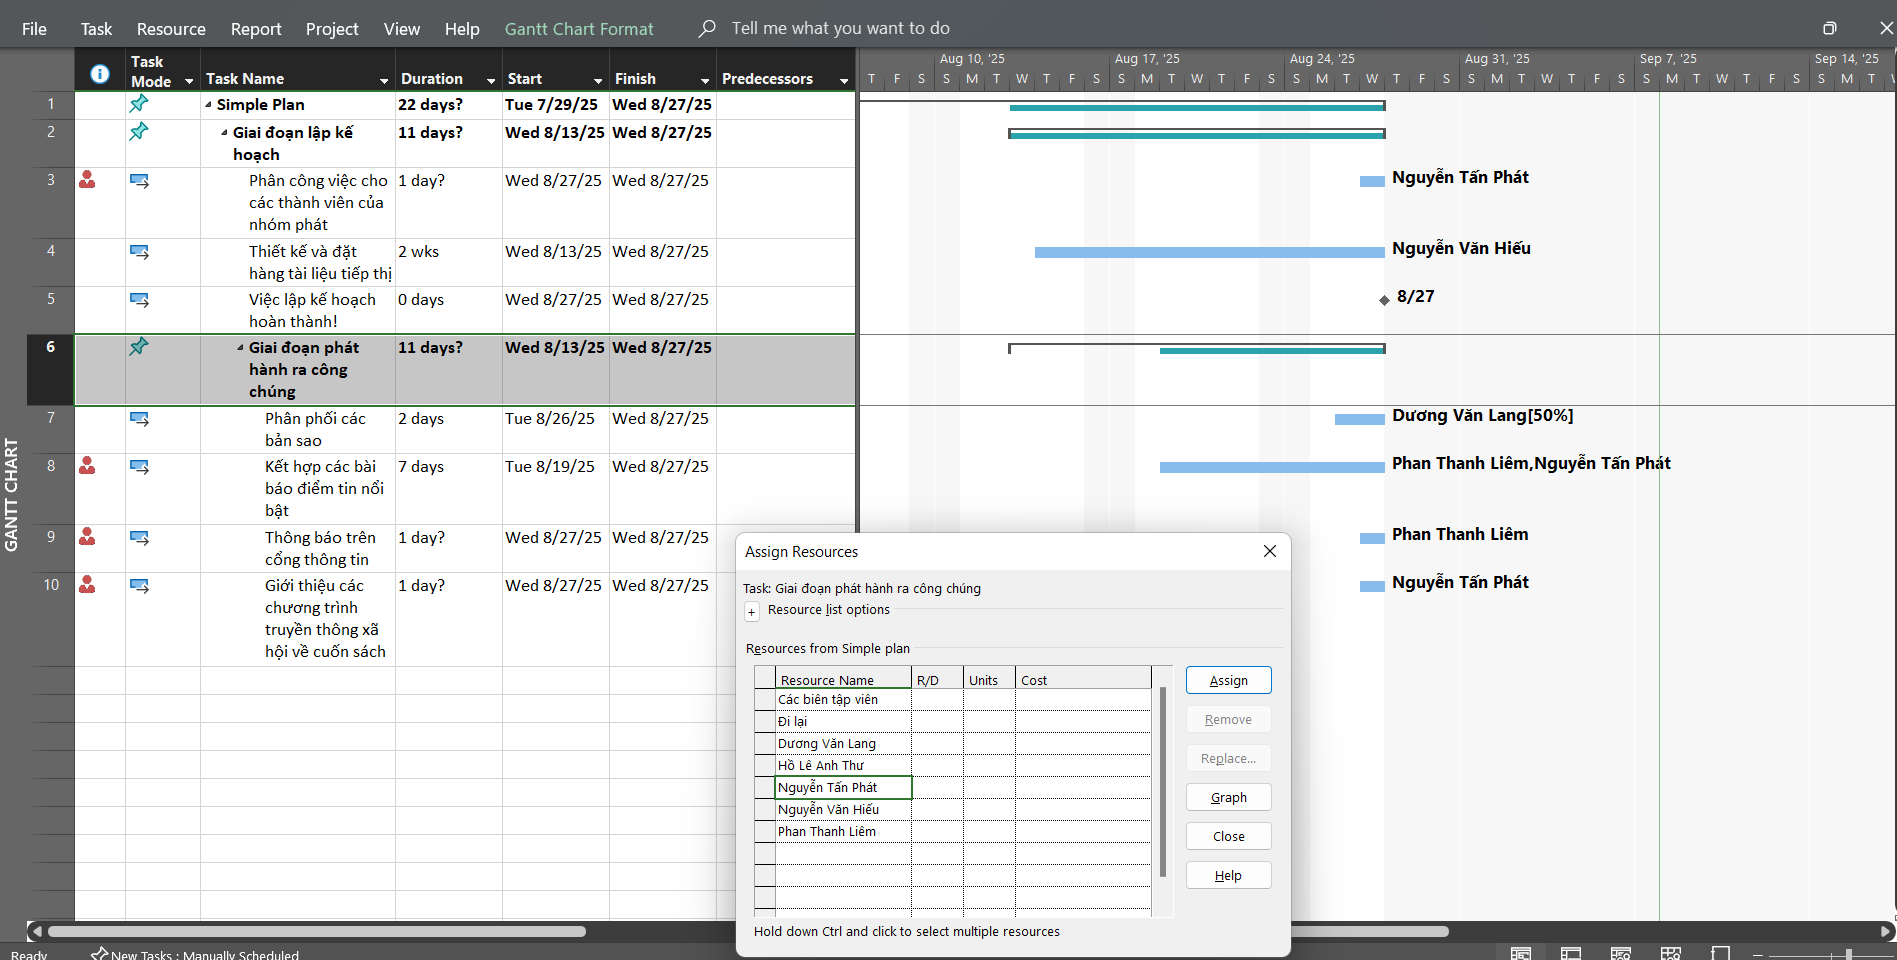 File Task Resource Report Project View Help Gantt Chart Format Tell me what you want to do
Task Mode Task Name Duration Start Finish Predecessors
Aug 10, '25 Aug 17, '25 Aug 24, '25 Aug 31, '25 Sep 7, '25 Sep 14, '25
T F S S M T W T F S S M T W T F S S M T W T F S S M T W T F S S M T W T F S S M T W
1 Simple Plan 22 days? Tue 7/29/25 Wed 8/27/25
2 Giai đoạn lập kế 11 days? Wed 8/13/25 Wed 8/27/25
hoạch
3 Phân công việc cho 1 day? Wed 8/27/25 Wed 8/27/25 Nguyễn Tấn Phát
các thành viên của
nhóm phát
4 Thiết kế và đặt 2 wks Wed 8/13/25 Wed 8/27/25 Nguyễn Văn Hiếu
hàng tài liệu tiếp thị
5 Việc lập kế hoạch 0 days Wed 8/27/25 Wed 8/27/25 8/27
hoàn thành!
6 Giai đoạn phát 11 days? Wed 8/13/25 Wed 8/27/25
hành ra công
chúng
7 Phân phối các 2 days Tue 8/26/25 Wed 8/27/25 Dương Văn Lang[50%]
bản sao
8 Kết hợp các bài 7 days Tue 8/19/25 Wed 8/27/25 Phan Thanh Liêm,Nguyễn Tấn Phát
báo điểm tin nổi
bật
9 Thông báo trên 1 day? Wed 8/27/25 Wed 8/27/25 Phan Thanh Liêm
cổng thông tin
10 Giới thiệu các 1 day? Wed 8/27/25 Wed 8/27/25 Nguyễn Tấn Phát
chương trình
truyền thông xã
hội về cuốn sách
GANTT CHART
Assign Resources
Task: Giai đoạn phát hành ra công chúng
+ Resource list options
Resources from Simple plan
Resource Name R/D Units Cost
Các biên tập viên
Đi lại
Dương Văn Lang
Hồ Lê Anh Thư
Nguyễn Tấn Phát
Nguyễn Văn Hiếu
Phan Thanh Liêm
Assign
Remove
Replace...
Graph
Close
Help
Hold down Ctrl and click to select multiple resources
Ready New Tasks : Manually Scheduled